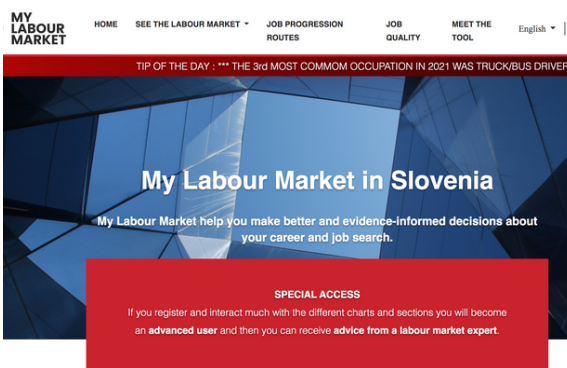 MY
LABOUR
MARKET
HOME
SEE THE LABOUR MARKET
JOB PROGRESSION
ROUTES
JOB
QUALITY
MEET THE
TOOL
English
TIP OF THE DAY : *** THE 3rd MOST COMMOM OCCUPATION IN 2021 WAS TRUCK/BUS DRIVER
My Labour Market in Slovenia
My Labour Market help you make better and evidence-informed decisions about
your career and job search.
SPECIAL ACCESS
If you register and interact much with the different charts and sections you will become
an advanced user and then you can receive advice from a labour market expert.